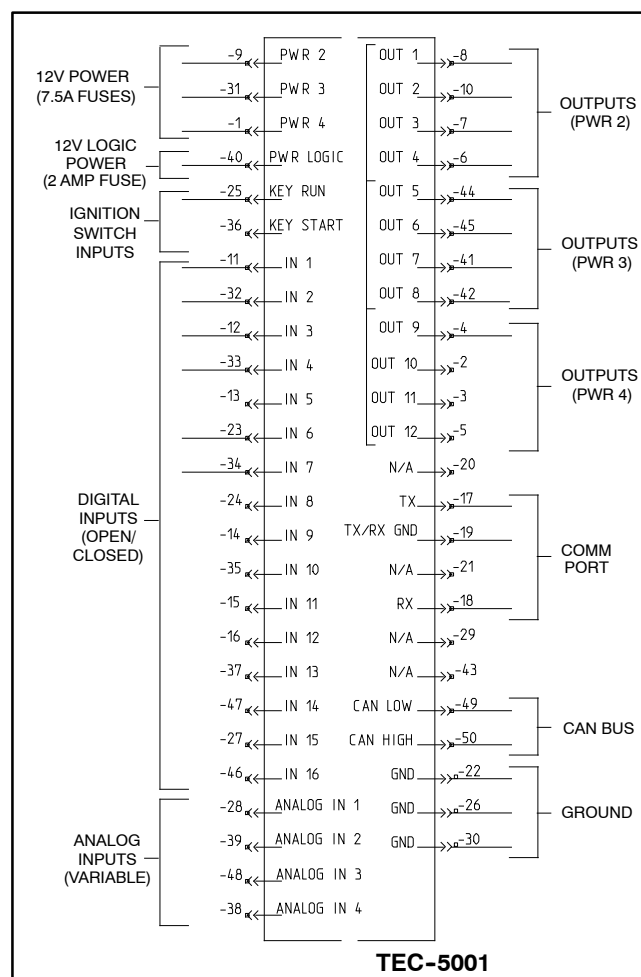 -9 PWR 2 OUT 1 -8
12V POWER
(7.5A FUSES)
-31 PWR 3 OUT 2 -10
OUTPUTS
(PWR 2)
-1 PWR 4 OUT 3 -7
12V LOGIC
POWER
(2 AMP FUSE)
-40 PWR LOGIC OUT 4 -6
-25 KEY RUN OUT 5 -44
IGNITION
SWITCH
INPUTS
-36 KEY START OUT 6 -45
OUTPUTS
(PWR 3)
-11 IN 1 OUT 7 -41
-32 IN 2 OUT 8 -42
-12 IN 3 OUT 9 -4
-33 IN 4 OUT 10 -2
OUTPUTS
(PWR 4)
-13 IN 5 OUT 11 -3
-23 IN 6 OUT 12 -5
-34 IN 7 N/A -20
DIGITAL
INPUTS
(OPEN/
CLOSED)
-24 IN 8 TX -17
-14 IN 9 TX/RX GND -19
COMM
PORT
-35 IN 10 N/A -21
-15 IN 11 RX -18
-16 IN 12 N/A -29
-37 IN 13 N/A -43
-47 IN 14 CAN LOW -49
CAN BUS
-27 IN 15 CAN HIGH -50
-46 IN 16 GND -22
-28 ANALOG IN 1 GND -26
GROUND
-39 ANALOG IN 2 GND -30
ANALOG
INPUTS
(VARIABLE)
-48 ANALOG IN 3
-38 ANALOG IN 4
TEC-5001